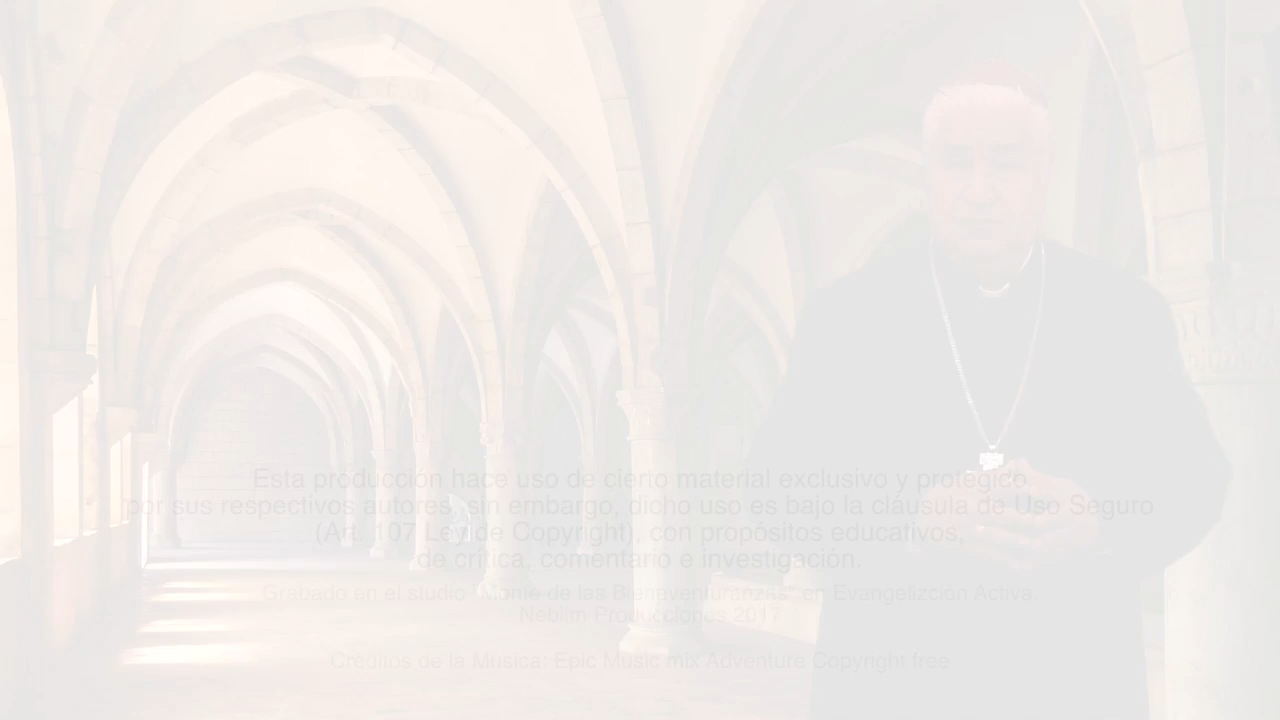 Esta producción hace uso de cierto material exclusivo y protegico
por sus respectivos autores, sin embargo, dicho uso es bajo la cláusula de Uso Seguro
(Art. 107 Ley de Copyright), con propósitos educativos,
de crítica, comentario e investigación.
Grabado en el studio "Monte de las Bienaventuranzas" en Evangelizción Activa.
Producciones 2017
Creditos de la Musica: Epic Music mix Adventure Copyright free